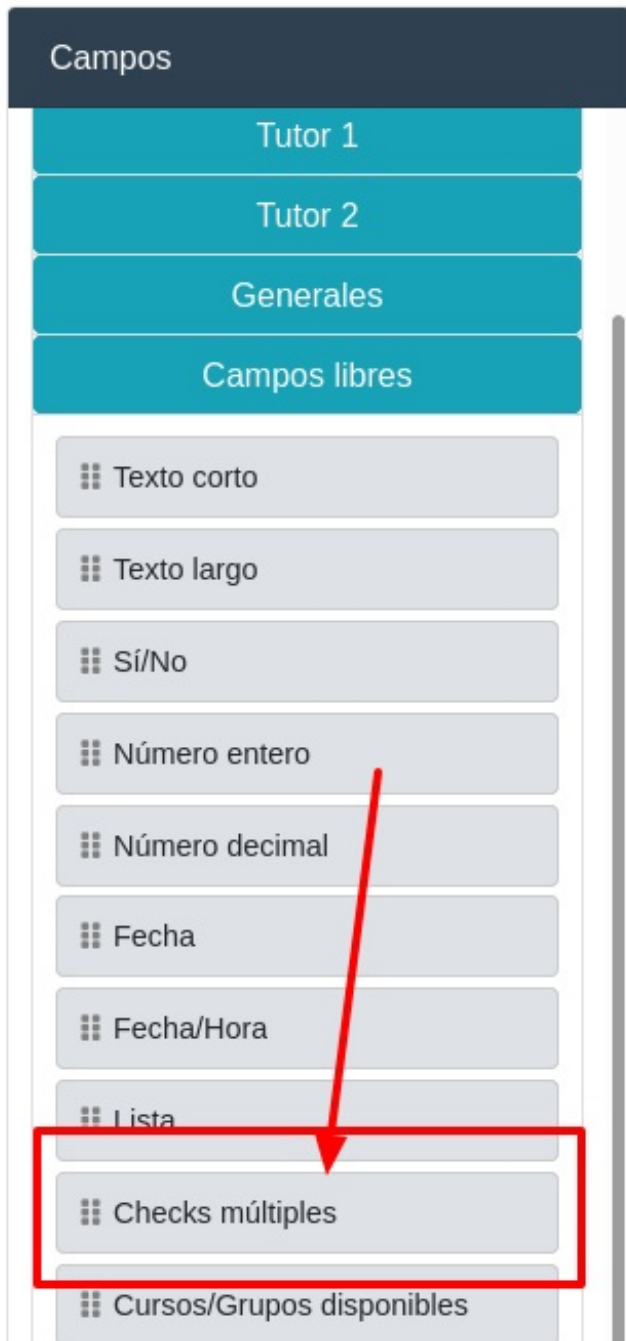 Campos
Tutor 1
Tutor 2
Generales
Campos libres
Texto corto
Texto largo
Sí/No
Número entero
Número decimal
Fecha
Fecha/Hora
Lista
Checks múltiples
Cursos/Grupos disponibles